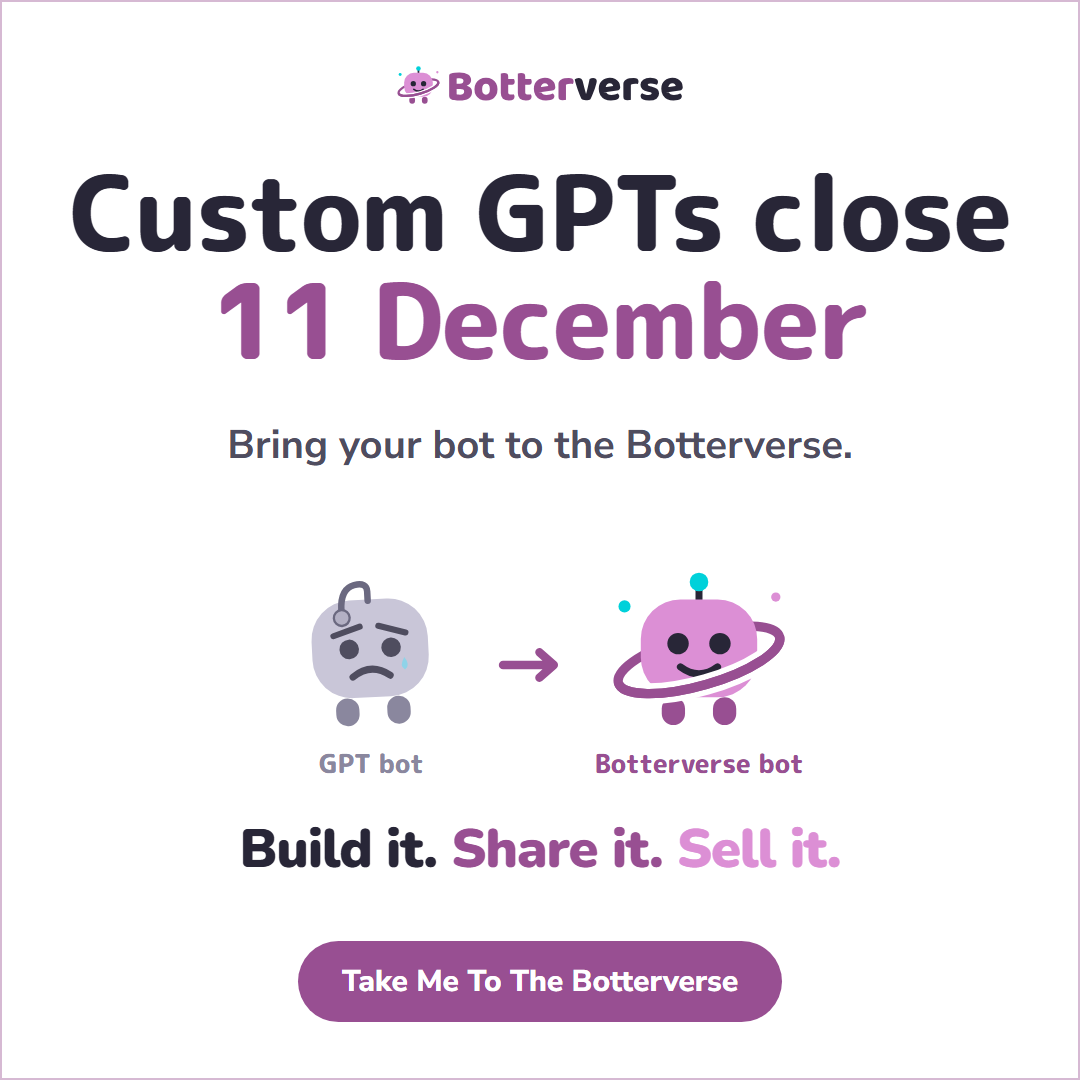 Botterverse
Custom GPTs close
11 December
Bring your bot to the Botterverse.
GPT bot
Botterverse bot
Build it. Share it. Sell it.
Take Me To The Botterverse